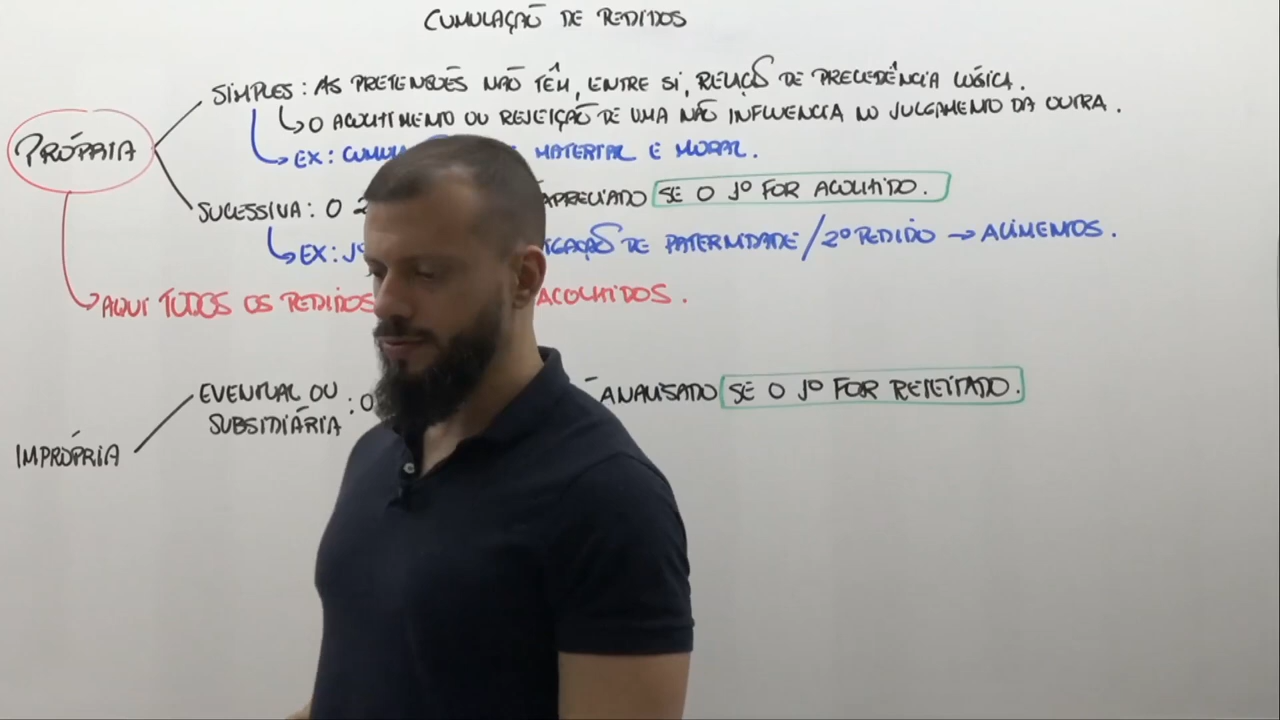 CUMULAÇÃO DE PEDIDOS
SIMPLES: AS PRETENSÕES NÃO TÊM, ENTRE SI, RELAÇÃO DE PRECEDÊNCIA LÓGICA.
O ACOLHIMENTO OU REJEIÇÃO DE UMA NÃO INFLUENCIA NO JULGAMENTO DA OUTRA.
PRÓPRIA
EX: MATERIAL E MORAL.
SUCESSIVA: O APRECIADO SE O 1º FOR ACOLHIDO.
EX: 1º DE PATERNIDADE / 2º PEDIDO → ALIMENTOS.
AQUI TODOS OS PEDIDOS ACOLHIDOS.
EVENTUAL OU SUBSIDIÁRIA: O ANALISADO SE O 1º FOR REJEITADO.
IMPRÓPRIA